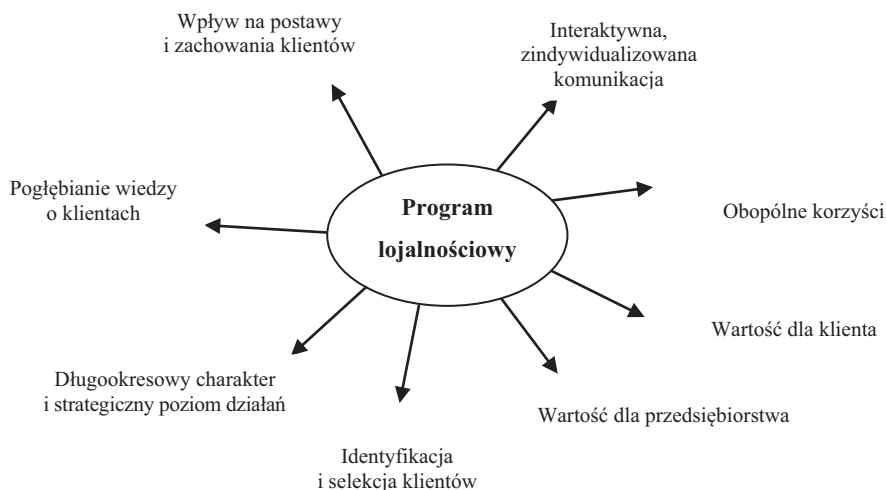 Wpływ na postawy
i zachowania klientów
Interaktywna,
zindywidualizowana
komunikacja
Pogłębianie wiedzy
o klientach
Program
lojalnościowy
Obopólne korzyści
Wartość dla klienta
Długookresowy charakter
i strategiczny poziom działań
Wartość dla przedsiębiorstwa
Identyfikacja
i selekcja klientów